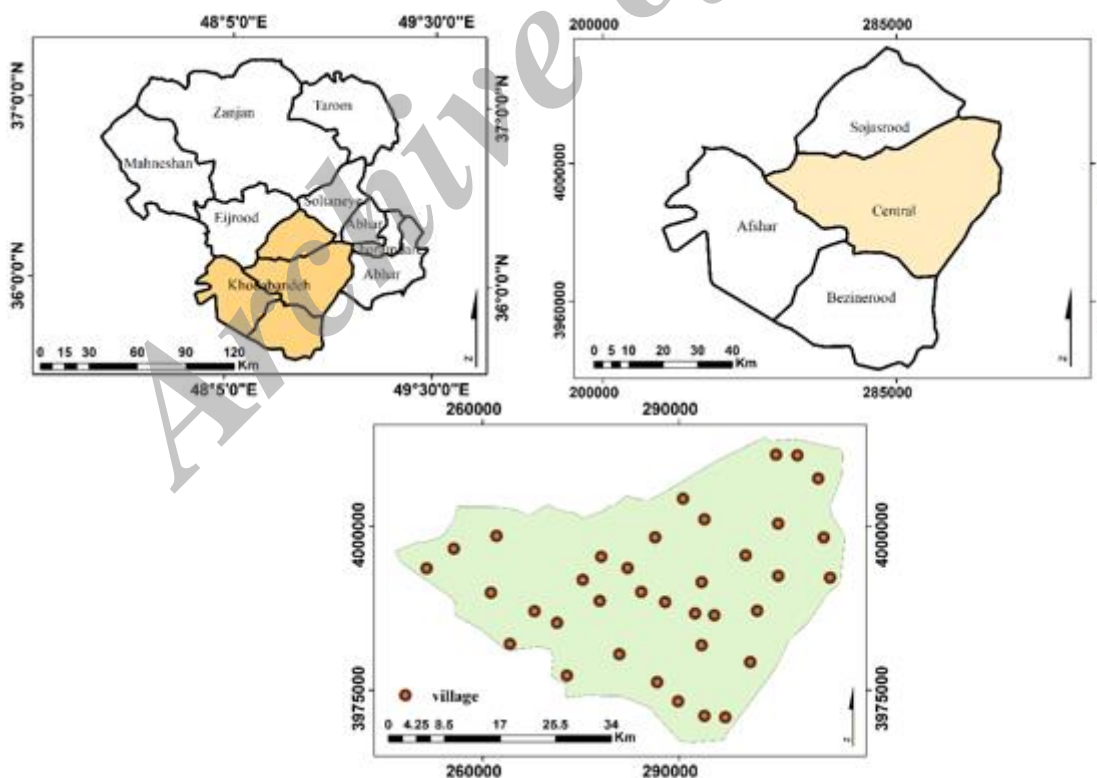 48°5'0"E 49°30'0"E
37°0'0"N
36°0'0"N
Zanjan
Tarom
Mahneshan
Soltaneye
Eijrood
Abhar
Khodabandeh
Abhar
37°0'0"N
36°0'0"N
0 15 30 60 90 120
Km
48°5'0"E 49°30'0"E
200000 285000
4000000
3960000
Sojasrood
Central
Afshar
Bezinerood
0 5 10 20 30 40
Km
200000 285000
Archive
260000 290000
4000000
3975000
village
0 4.25 8.5 17 25.5 34
Km
4000000
3975000
260000 290000